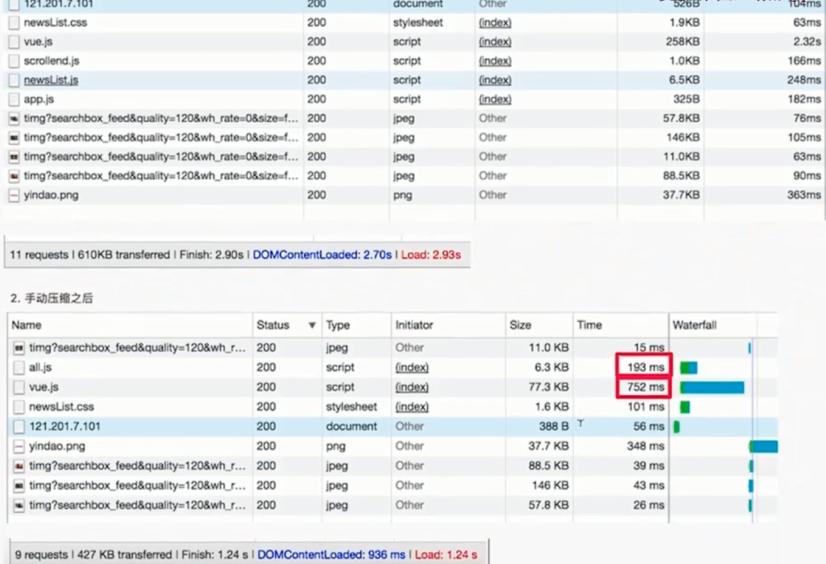 121.201.7.101 200 document Other 526B 104ms
newsList.css 200 stylesheet (index) 1.9KB 63ms
vue.js 200 script (index) 258KB 2.32s
scrollend.js 200 script (index) 1.0KB 166ms
newsList.js 200 script (index) 6.5KB 248ms
app.js 200 script (index) 325B 182ms
timg?searchbox_feed&quality=120&wh_rate=0&size=f... 200 jpeg Other 57.8KB 76ms
timg?searchbox_feed&quality=120&wh_rate=0&size=f... 200 jpeg Other 146KB 105ms
timg?searchbox_feed&quality=120&wh_rate=0&size=f... 200 jpeg Other 11.0KB 63ms
timg?searchbox_feed&quality=120&wh_rate=0&size=f... 200 jpeg Other 88.5KB 90ms
yindao.png 200 png Other 37.7KB 363ms
11 requests | 610KB transferred | Finish: 2.90s | DOMContentLoaded: 2.70s | Load: 2.93s
2. 手动压缩之后
Name Status ▼ Type Initiator Size Time Waterfall
timg?searchbox_feed&quality=120&wh_r... 200 jpeg Other 11.0 KB 15 ms
all.js 200 script (index) 6.3 KB 193 ms
vue.js 200 script (index) 77.3 KB 752 ms
newsList.css 200 stylesheet (index) 1.6 KB 101 ms
121.201.7.101 200 document Other 388 B 56 ms
yindao.png 200 png Other 37.7 KB 348 ms
timg?searchbox_feed&quality=120&wh_r... 200 jpeg Other 88.5 KB 39 ms
timg?searchbox_feed&quality=120&wh_r... 200 jpeg Other 146 KB 43 ms
timg?searchbox_feed&quality=120&wh_r... 200 jpeg Other 57.8 KB 26 ms
9 requests | 427 KB transferred | Finish: 1.24 s | DOMContentLoaded: 936 ms | Load: 1.24 s